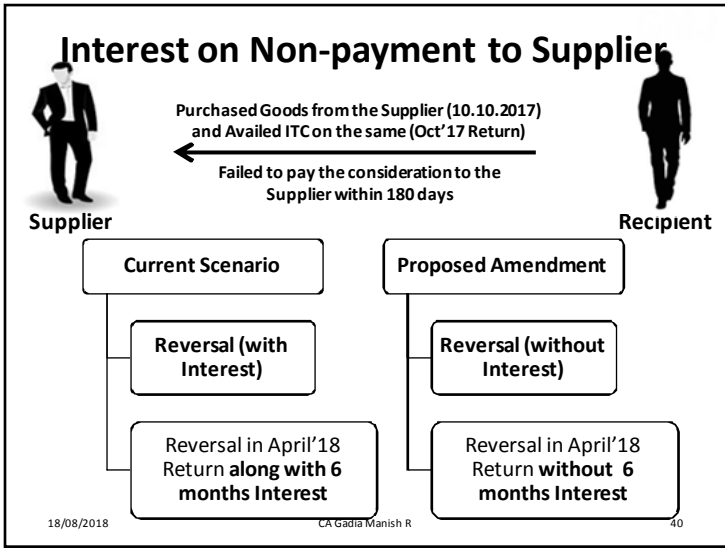 Interest on Non-payment to Supplier
Purchased Goods from the Supplier (10.10.2017)
and Availed ITC on the same (Oct'17 Return)
Failed to pay the consideration to the
Supplier within 180 days
Supplier
Recipient
Current Scenario
Reversal (with
Interest)
Reversal in April'18
Return along with 6
months Interest
Proposed Amendment
Reversal (without
Interest)
Reversal in April'18
Return without 6
months Interest
18/08/2018
CA Gadia Manish R
40